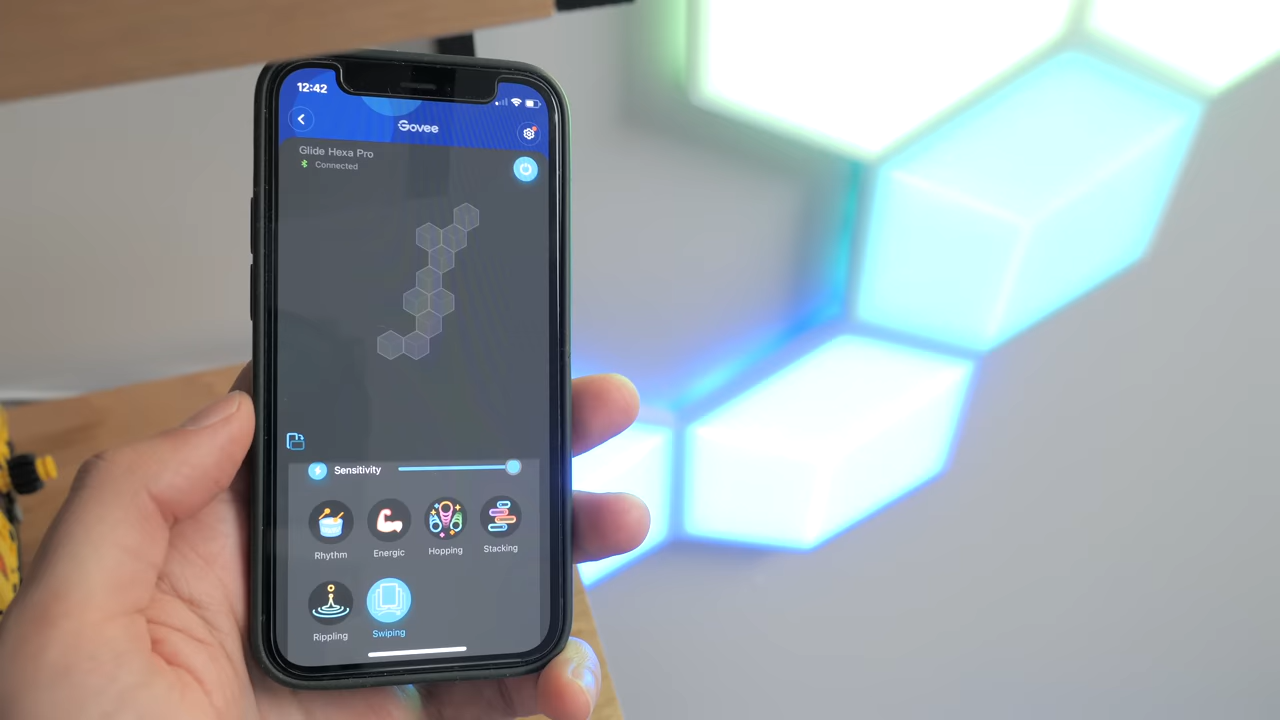 12:42
Govee
Glide Hexa Pro
Connected
Sensitivity
Rhythm
Energic
Hopping
Stacking
Rippling
Swiping